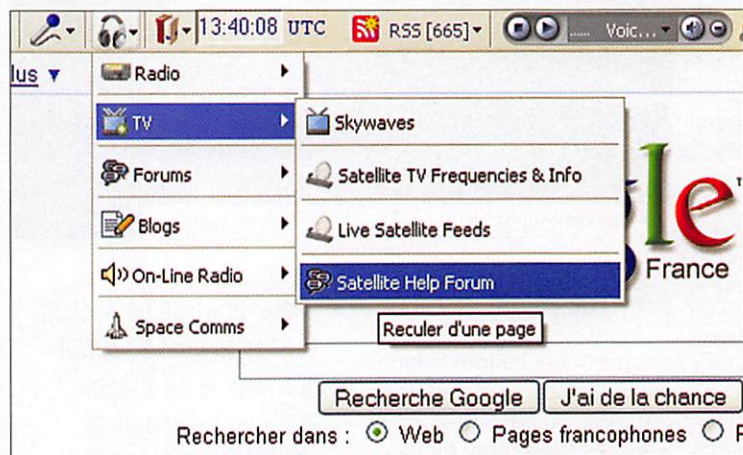 13:40:08 UTC RSS [665] Voic...
lus
Radio
TV
Skywaves
Satellite TV Frequencies & Info
Forums
Blogs
Live Satellite Feeds
le
On-Line Radio
Satellite Help Forum
France
Space Comms
Reculer d'une page
Recherche Google J'ai de la chance
Rechercher dans : Web Pages francophones